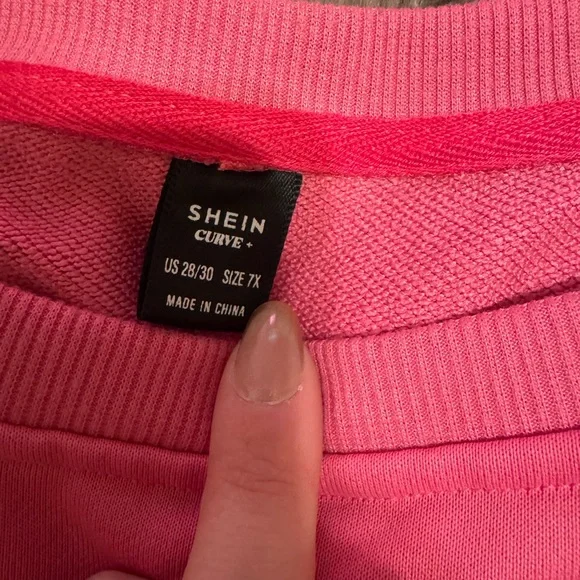 SHEIN
CURVE +
US 28/30 SIZE 7X
MADE IN CHINA